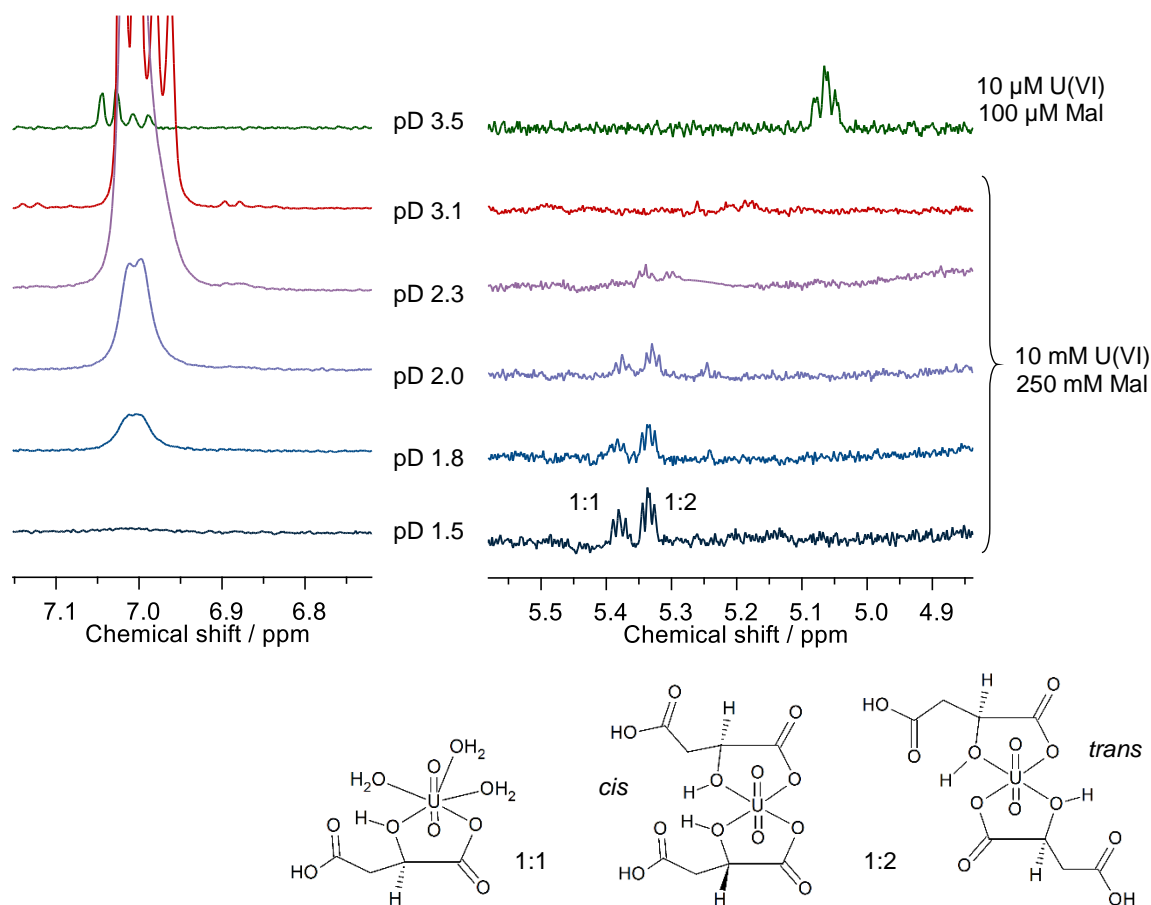 pD 3.5
10 µM U(VI)
100 µM Mal
pD 3.1
pD 2.3
pD 2.0
10 mM U(VI)
250 mM Mal
pD 1.8
1:1
1:2
pD 1.5
7.1 7.0 6.9 6.8
Chemical shift / ppm
5.5 5.4 5.3 5.2 5.1 5.0 4.9
Chemical shift / ppm
O
OH2
H2O
OH2
U
O
H
O
O
O
HO
H
O
1:1
O
HO
H
O
cis
O
H
O
O
U
O
H
O
O
O
HO
H
O
1:2
O
HO
H
O
trans
O
O
H
O
U
O
O
O
H
O
H
O
OH